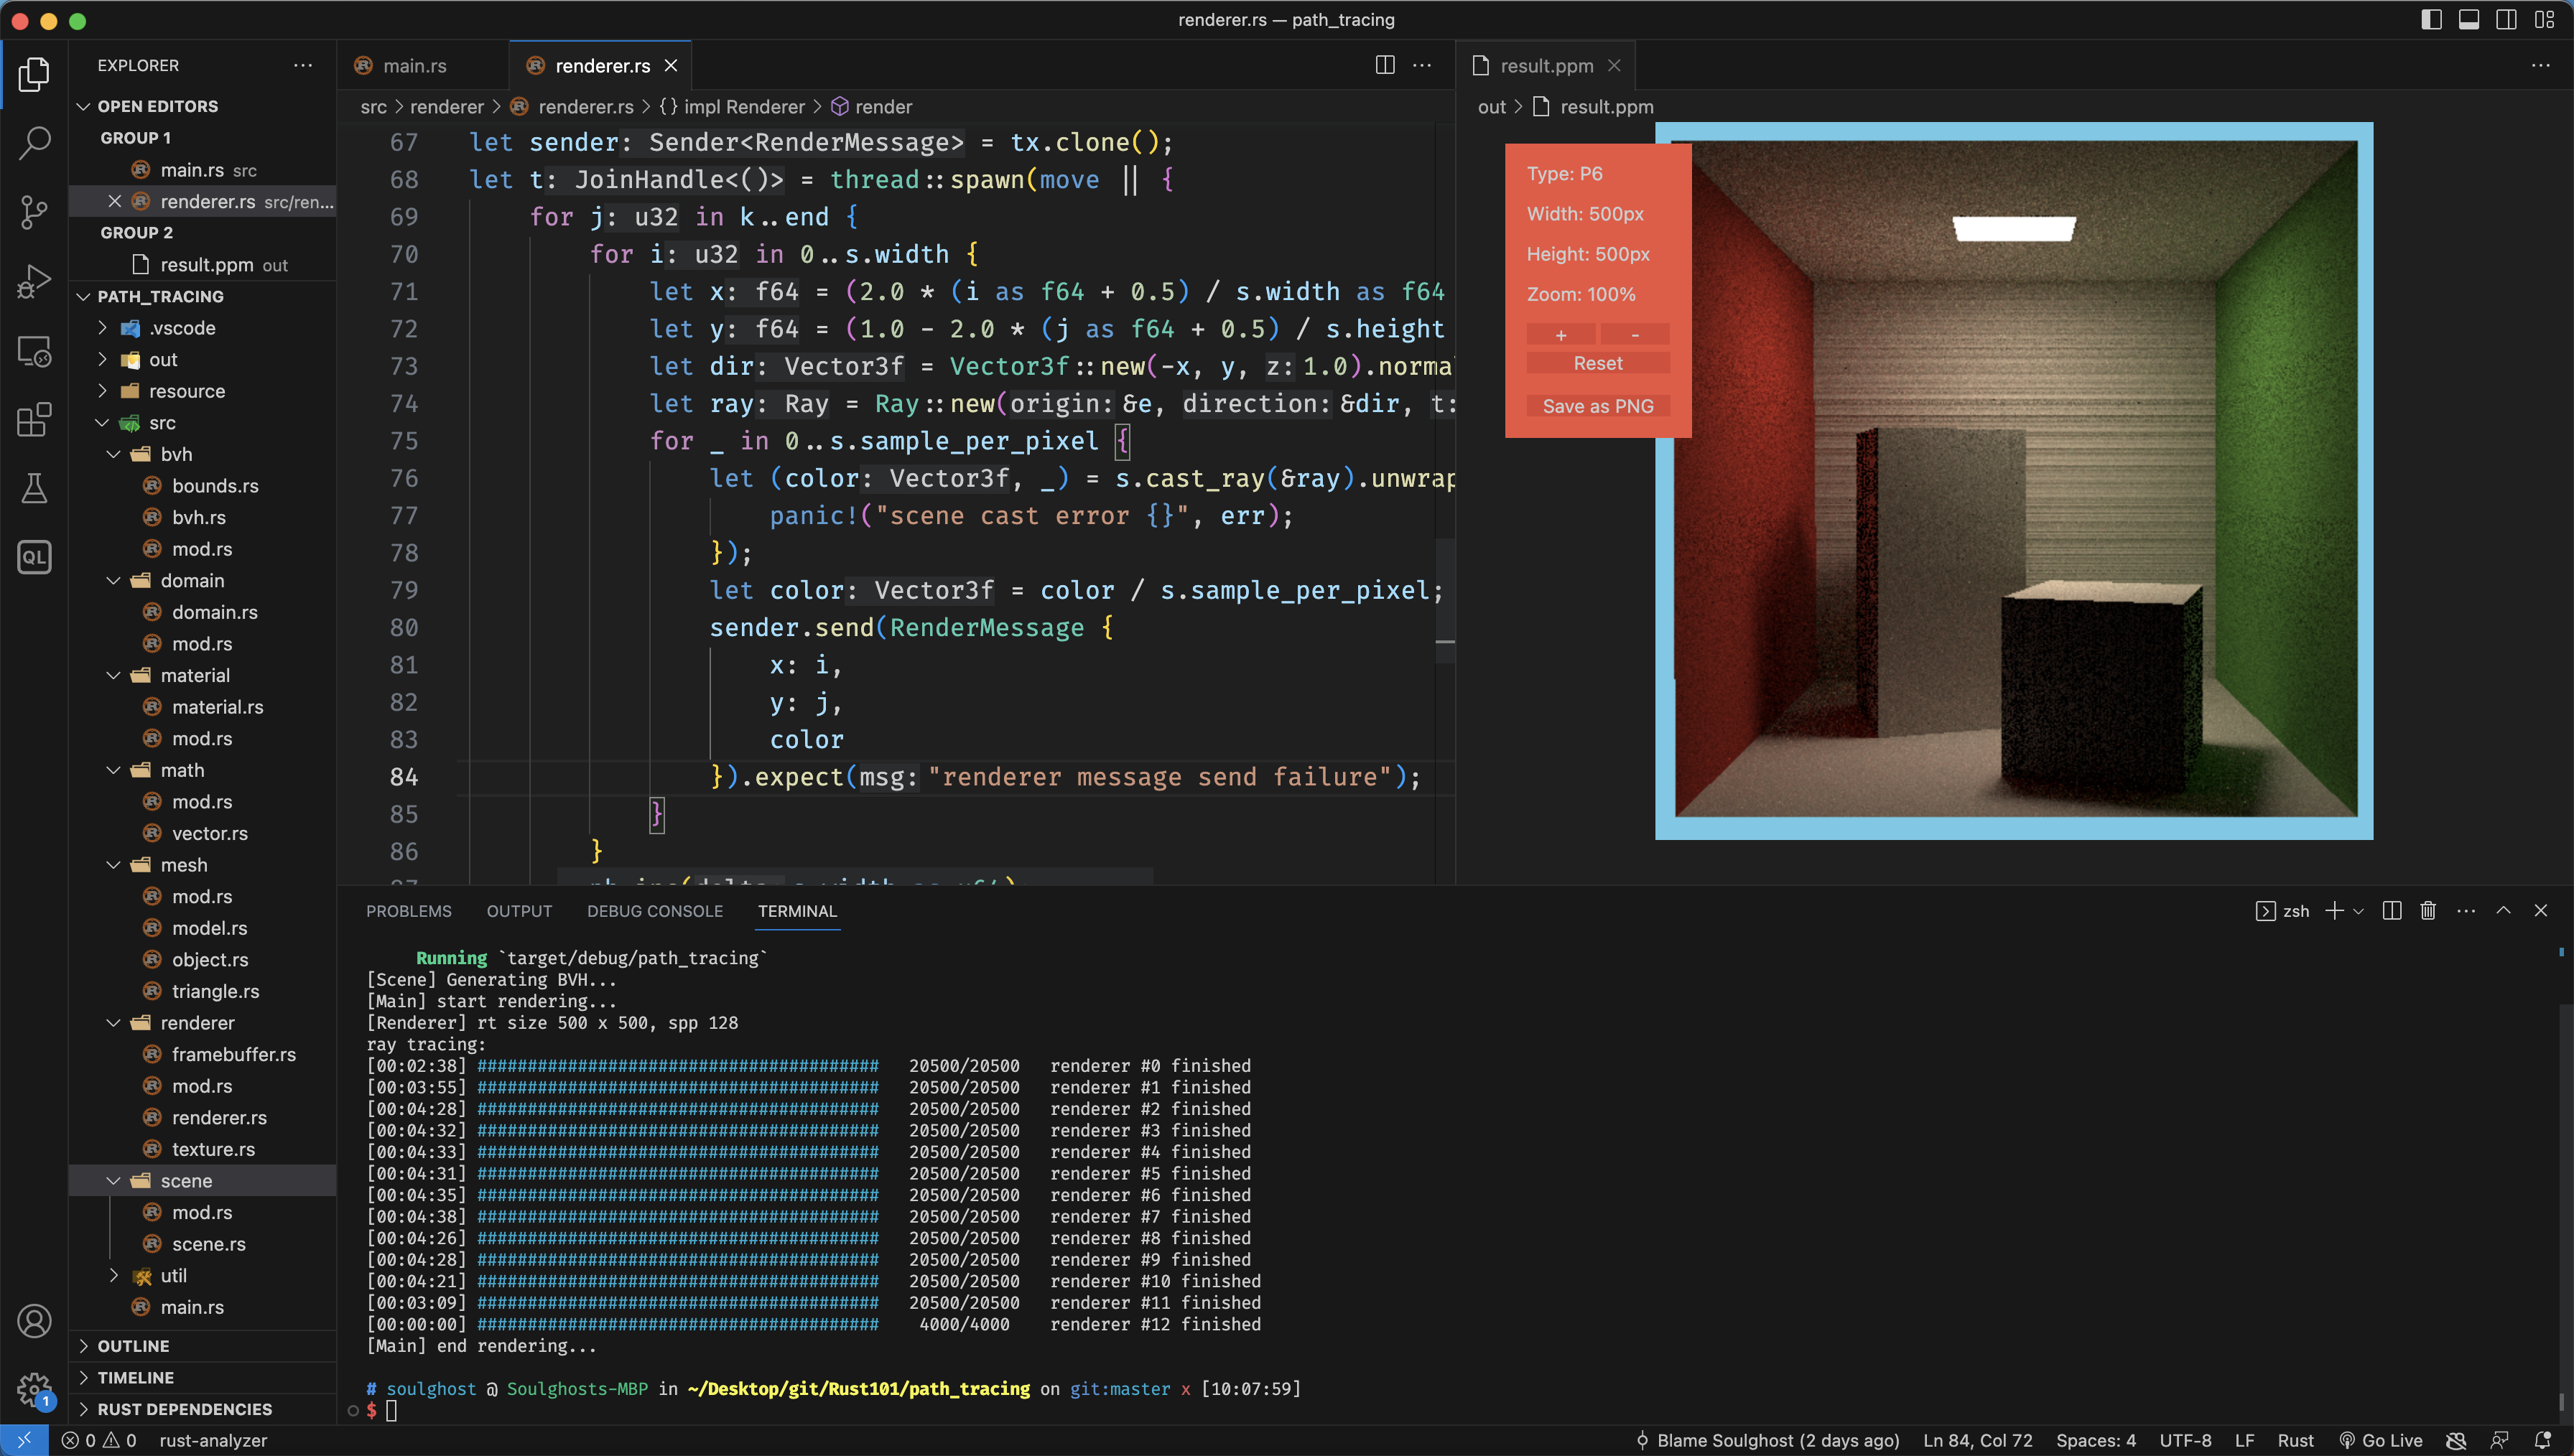 renderer.rs — path_tracing
EXPLORER
OPEN EDITORS
GROUP 1
main.rs src
renderer.rs src/ren...
GROUP 2
result.ppm out
PATH_TRACING
.vscode
out
resource
src
bvh
bounds.rs
bvh.rs
mod.rs
domain
domain.rs
mod.rs
material
material.rs
mod.rs
math
mod.rs
vector.rs
mesh
mod.rs
model.rs
object.rs
triangle.rs
renderer
framebuffer.rs
mod.rs
renderer.rs
texture.rs
scene
mod.rs
scene.rs
util
main.rs
OUTLINE
TIMELINE
RUST DEPENDENCIES
QL
1
main.rs
renderer.rs
src > renderer > renderer.rs > {} impl Renderer > render
67 let sender: Sender<RenderMessage> = tx.clone();
68 let t: JoinHandle<()> = thread::spawn(move || {
69 for j: u32 in k..end {
70 for i: u32 in 0..s.width {
71 let x: f64 = (2.0 * (i as f64 + 0.5) / s.width as f64
72 let y: f64 = (1.0 - 2.0 * (j as f64 + 0.5) / s.height
73 let dir: Vector3f = Vector3f::new(-x, y, z: 1.0).norma
74 let ray: Ray = Ray::new(origin: &e, direction: &dir, t:
75 for _ in 0..s.sample_per_pixel {
76 let (color: Vector3f, _) = s.cast_ray(&ray).unwrap
77 panic!("scene cast error {}", err);
78 });
79 let color: Vector3f = color / s.sample_per_pixel;
80 sender.send(RenderMessage {
81 x: i,
82 y: j,
83 color
84 }).expect(msg: "renderer message send failure");
85 }
86 }
result.ppm
out > result.ppm
Type: P6
Width: 500px
Height: 500px
Zoom: 100%
+ -
Reset
Save as PNG
PROBLEMS OUTPUT DEBUG CONSOLE TERMINAL
zsh
Running `target/debug/path_tracing`
[Scene] Generating BVH...
[Main] start rendering...
[Renderer] rt size 500 x 500, spp 128
ray tracing:
[00:02:38] ######################################## 20500/20500 renderer #0 finished
[00:03:55] ######################################## 20500/20500 renderer #1 finished
[00:04:28] ######################################## 20500/20500 renderer #2 finished
[00:04:32] ######################################## 20500/20500 renderer #3 finished
[00:04:33] ######################################## 20500/20500 renderer #4 finished
[00:04:31] ######################################## 20500/20500 renderer #5 finished
[00:04:35] ######################################## 20500/20500 renderer #6 finished
[00:04:38] ######################################## 20500/20500 renderer #7 finished
[00:04:26] ######################################## 20500/20500 renderer #8 finished
[00:04:28] ######################################## 20500/20500 renderer #9 finished
[00:04:21] ######################################## 20500/20500 renderer #10 finished
[00:03:09] ######################################## 20500/20500 renderer #11 finished
[00:00:00] ######################################## 4000/4000 renderer #12 finished
[Main] end rendering...
# soulghost @ Soulghosts-MBP in ~/Desktop/git/Rust101/path_tracing on git:master x [10:07:59]
$
0 0 rust-analyzer Blame Soulghost (2 days ago) Ln 84, Col 72 Spaces: 4 UTF-8 LF Rust Go Live